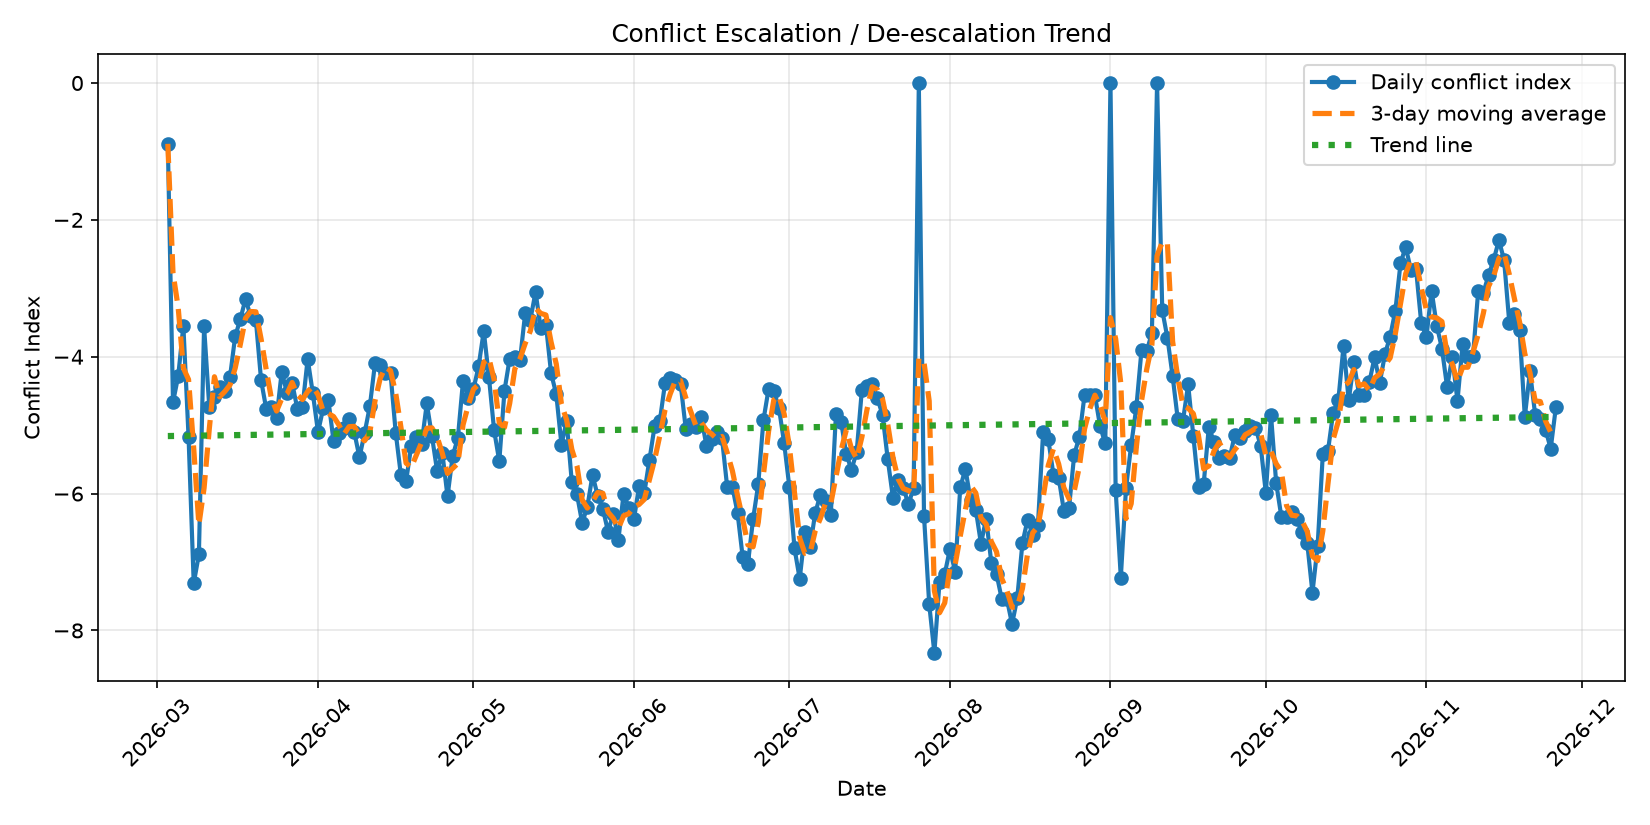 Conflict Escalation / De-escalation Trend
Daily conflict index
3-day moving average
Trend line
Conflict Index
0
−2
−4
−6
−8
2026-03
2026-04
2026-05
2026-06
2026-07
2026-08
2026-09
2026-10
2026-11
2026-12
Date